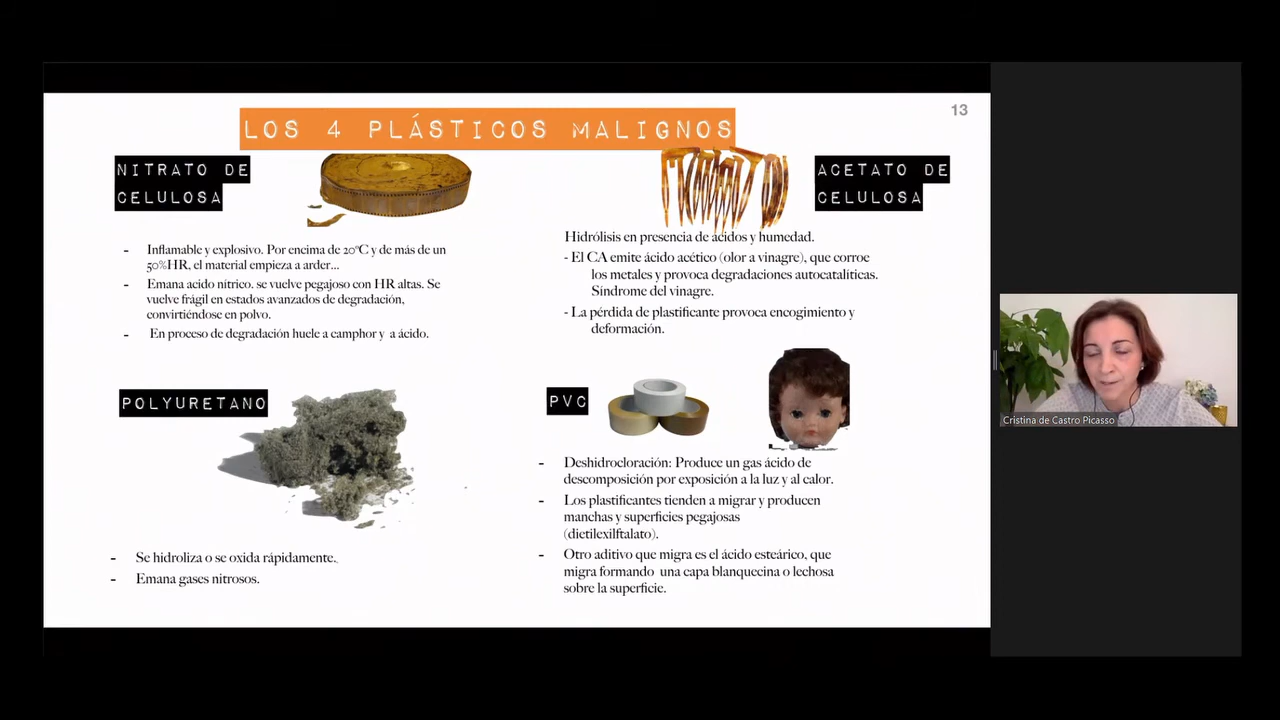 13
LOS 4 PLÁSTICOS MALIGNOS
NITRATO DE
CELULOSA
- Inflamable y explosivo. Por encima de 20ºC y de más de un
50%HR, el material empieza a arder...
- Emana acido nítrico. se vuelve pegajoso con HR altas. Se
vuelve frágil en estados avanzados de degradación,
convirtiéndose en polvo.
- En proceso de degradación huele a camphor y a ácido.
ACETATO DE
CELULOSA
Hidrólisis en presencia de ácidos y humedad.
- El CA emite ácido acético (olor a vinagre), que corroe
los metales y provoca degradaciones autocatalíticas.
Síndrome del vinagre.
- La pérdida de plastificante provoca encogimiento y
deformación.
POLYURETANO
- Se hidroliza o se oxida rápidamente.
- Emana gases nitrosos.
PVC
- Deshidrocloración: Produce un gas ácido de
descomposición por exposición a la luz y al calor.
- Los plastificantes tienden a migrar y producen
manchas y superficies pegajosas
(dietilexilftalato).
- Otro aditivo que migra es el ácido esteárico, que
migra formando una capa blanquecina o lechosa
sobre la superficie.
Cristina de Castro Picasso